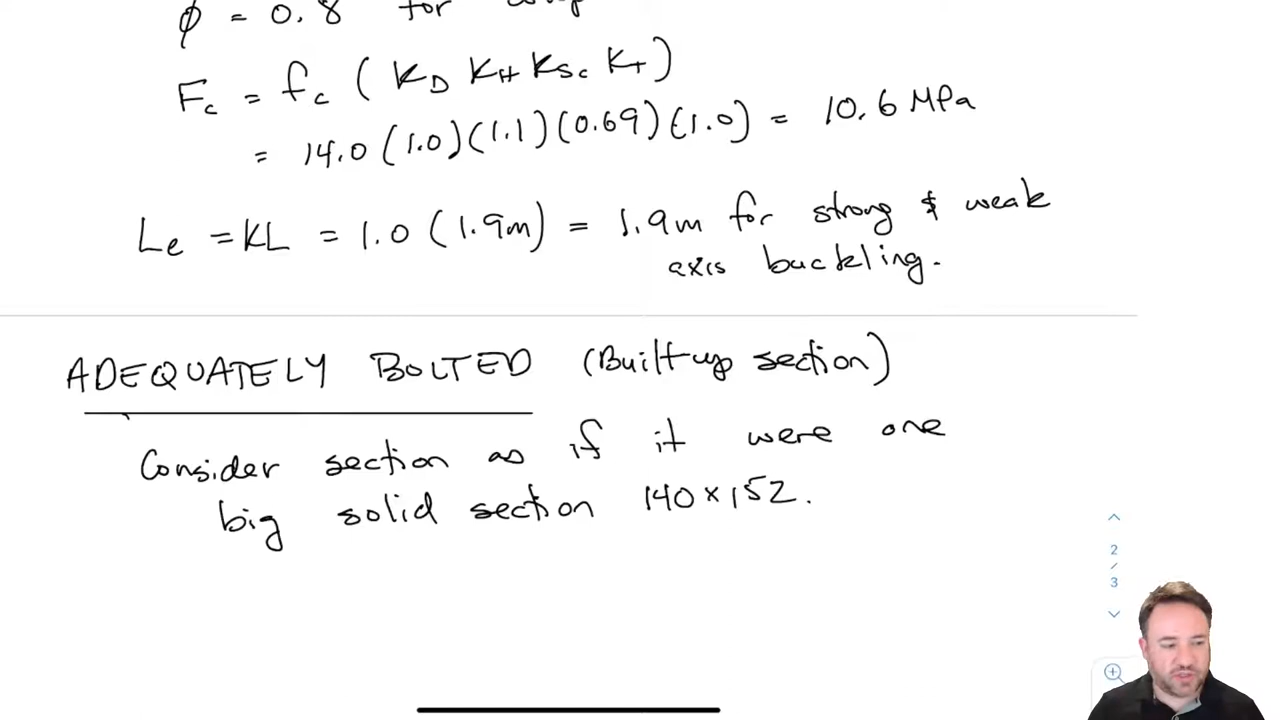 ϕ = 0.8 for
Fc = fc (KD KH KSc KT)
= 14.0 (1.0)(1.1)(0.69)(1.0) = 10.6 MPa
Le = KL = 1.0 (1.9m) = 1.9m for strong & weak
axis buckling.
ADEQUATELY BOLTED (Built-up section)
Consider section as if it were one
big solid section 140×152.
2
/
3